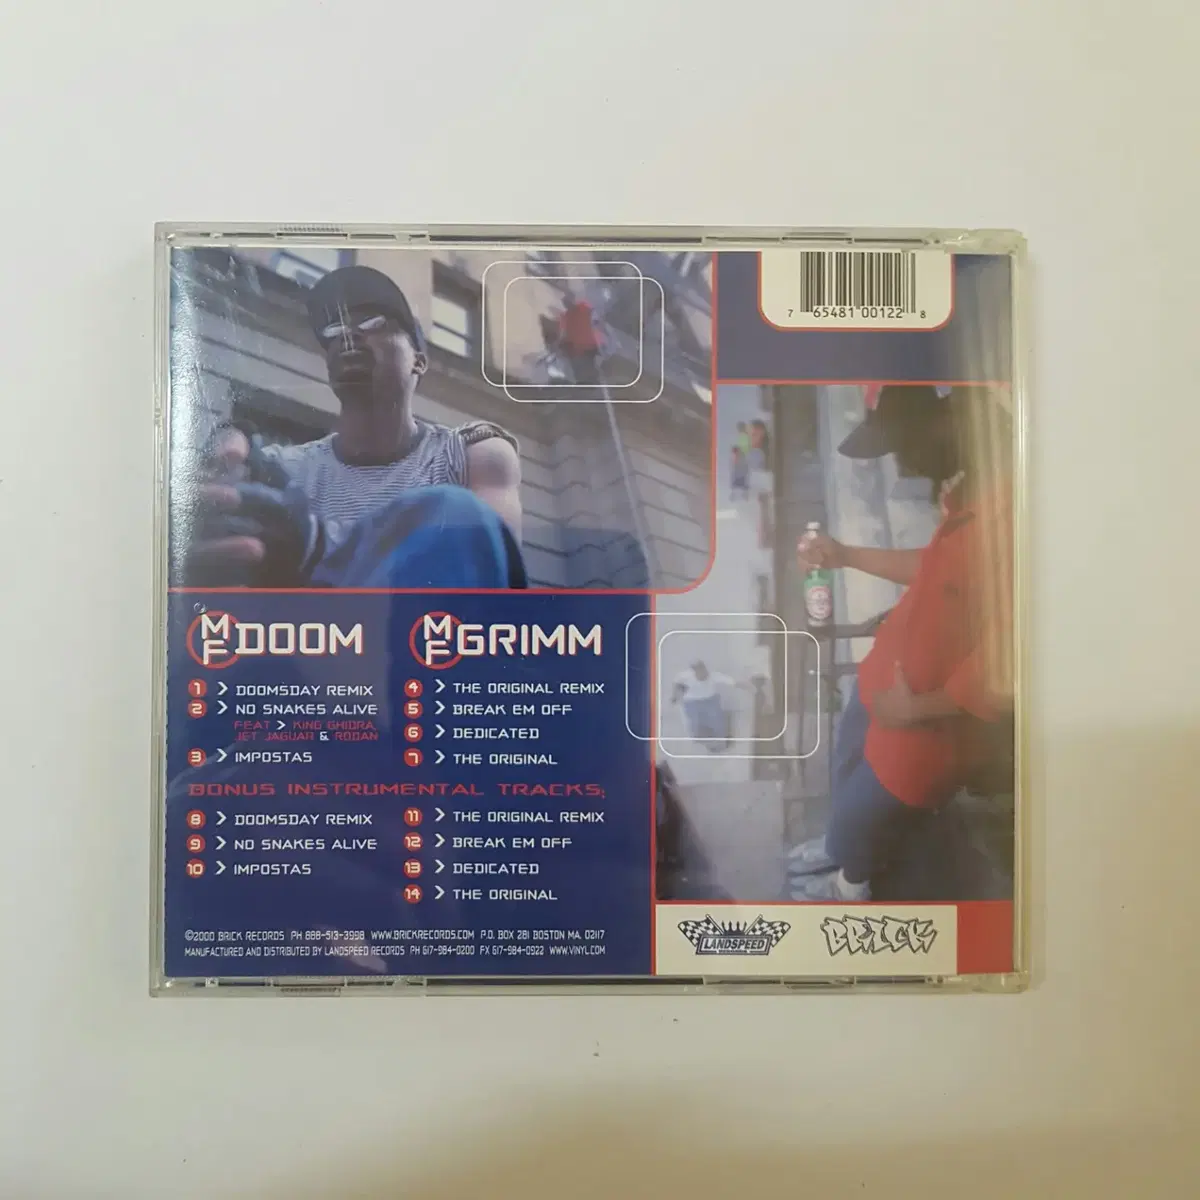 7 65481 00122 8
MF DOOM
1 > DOOMSDAY REMIX
2 > NO SNAKES ALIVE
FEAT > KING GHIDRA,
JET JAGUAR & RODAN
3 > IMPOSTAS
MF GRIMM
4 > THE ORIGINAL REMIX
5 > BREAK EM OFF
6 > DEDICATED
7 > THE ORIGINAL
BONUS INSTRUMENTAL TRACKS;
8 > DOOMSDAY REMIX
9 > NO SNAKES ALIVE
10 > IMPOSTAS
11 > THE ORIGINAL REMIX
12 > BREAK EM OFF
13 > DEDICATED
14 > THE ORIGINAL
©2000 BRICK RECORDS PH 888-513-3998 WWW.BRICKRECORDS.COM P.O. BOX 281 BOSTON MA. 02117
MANUFACTURED AND DISTRIBUTED BY LANDSPEED RECORDS PH 617-984-0200 FX 617-984-0922 WWW.VINYL.COM
LANDSPEED
BRICK